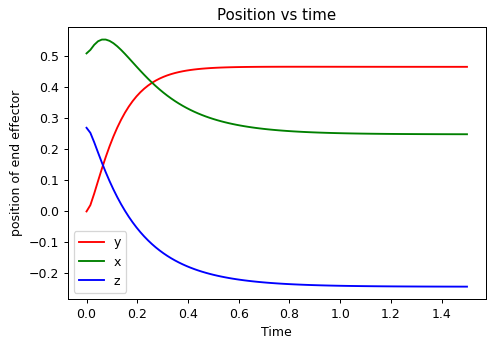 Position vs time
position of end effector
0.5
0.4
0.3
0.2
0.1
0.0
−0.1
−0.2
y
x
z
0.0 0.2 0.4 0.6 0.8 1.0 1.2 1.4
Time